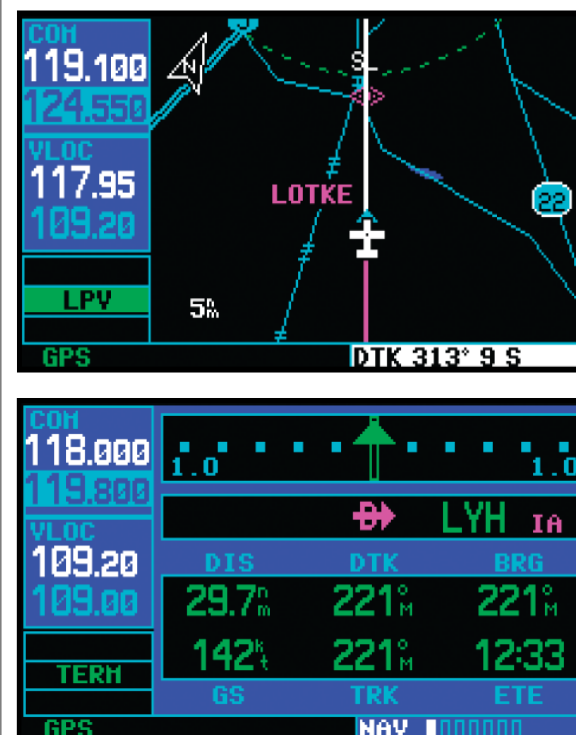 COM
119.100
124.550
VLOC
117.95
109.20
LPV
GPS
N
LOTKE
22
5nm
DTK 313° 9 S
COM
118.000
119.800
VLOC
109.20
109.00
TERM
GPS
1.0 1.0
LYH IA
DIS DTK BRG
29.7nm 221°M 221°M
142kt 221°M 12:33
GS TRK ETE
NAV